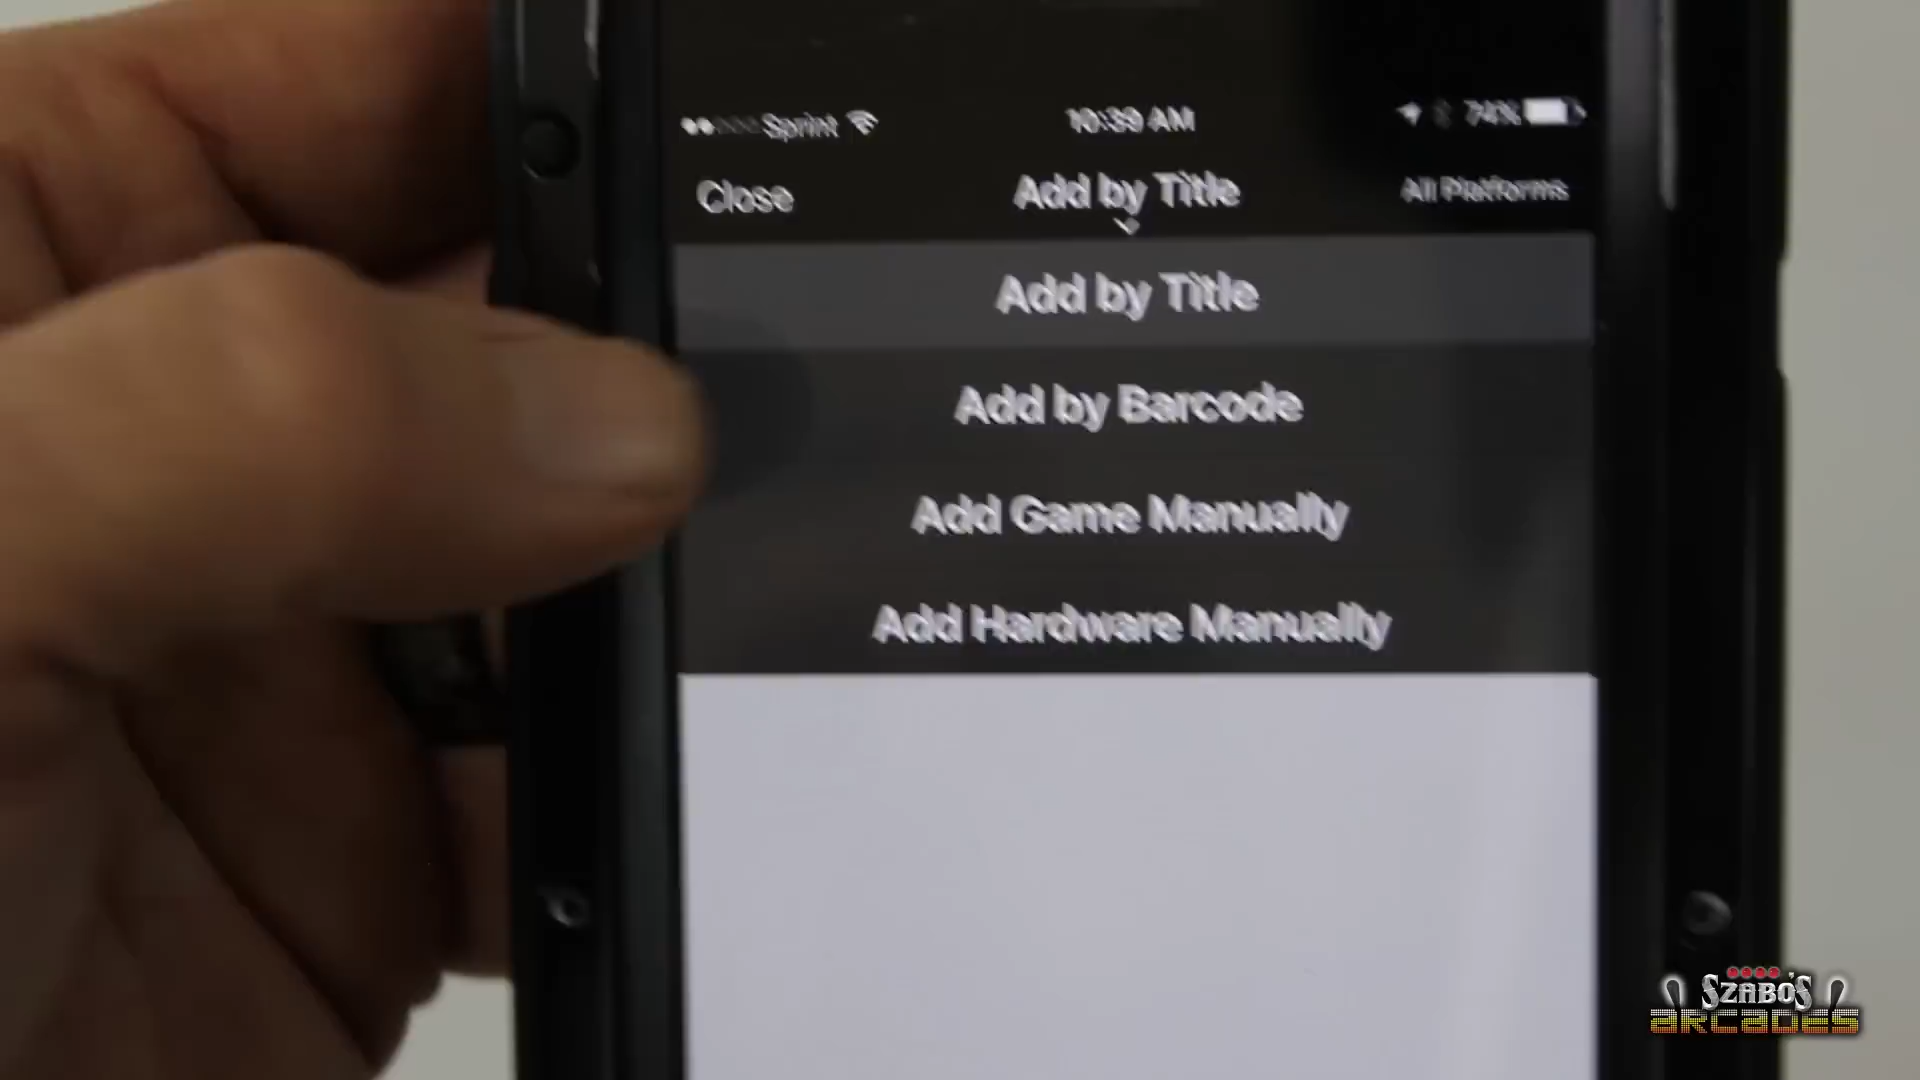 Sprint 10:39 AM 74%
Close Add by Title All Platforms
Add by Title
Add by Barcode
Add Game Manually
Add Hardware Manually
SZABO'S
ARCADES